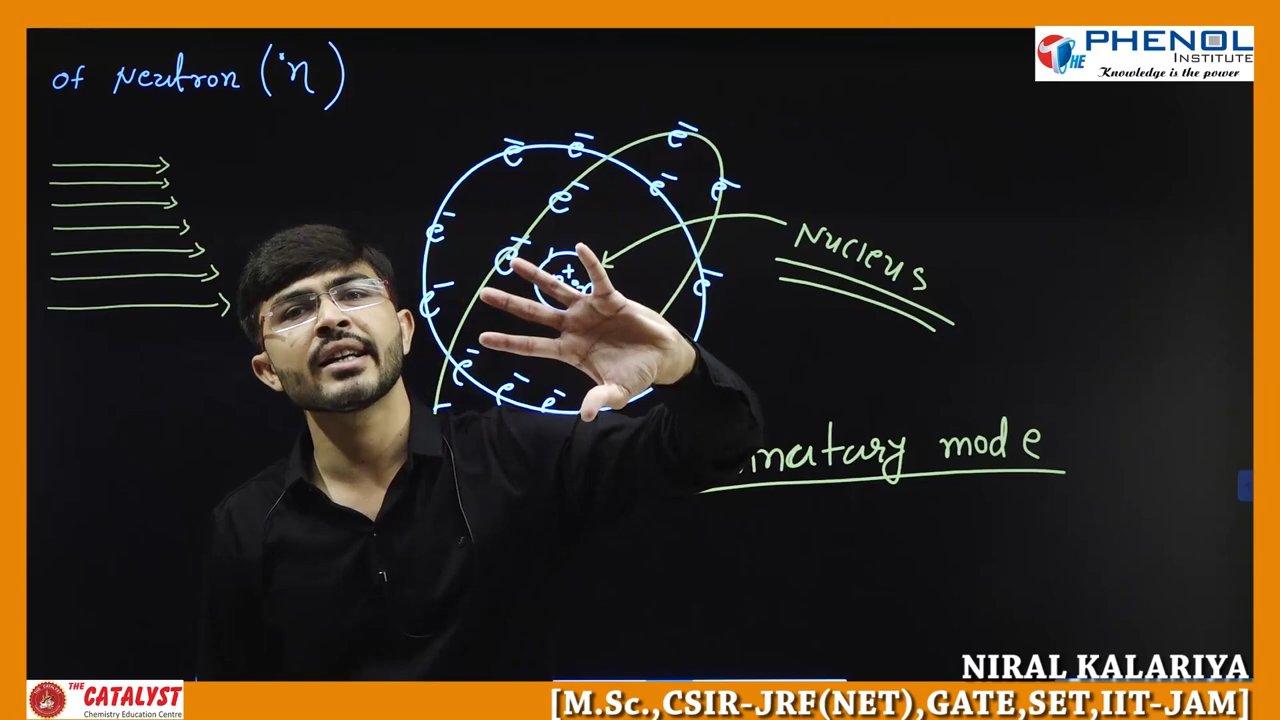 of Neutron (¹n)
PHENOL
THE
INSTITUTE
Knowledge is the power
e⁻ e⁻ e⁻
e⁻ e⁻ e⁻
e⁻ e⁻
e⁻ +
e⁻
e⁻ e⁻ e⁻
Nucleus
mode
NIRAL KALARIYA
THE
CATALYST
Chemistry Education Centre
[M.Sc.,CSIR-JRF(NET),GATE,SET,IIT-JAM]